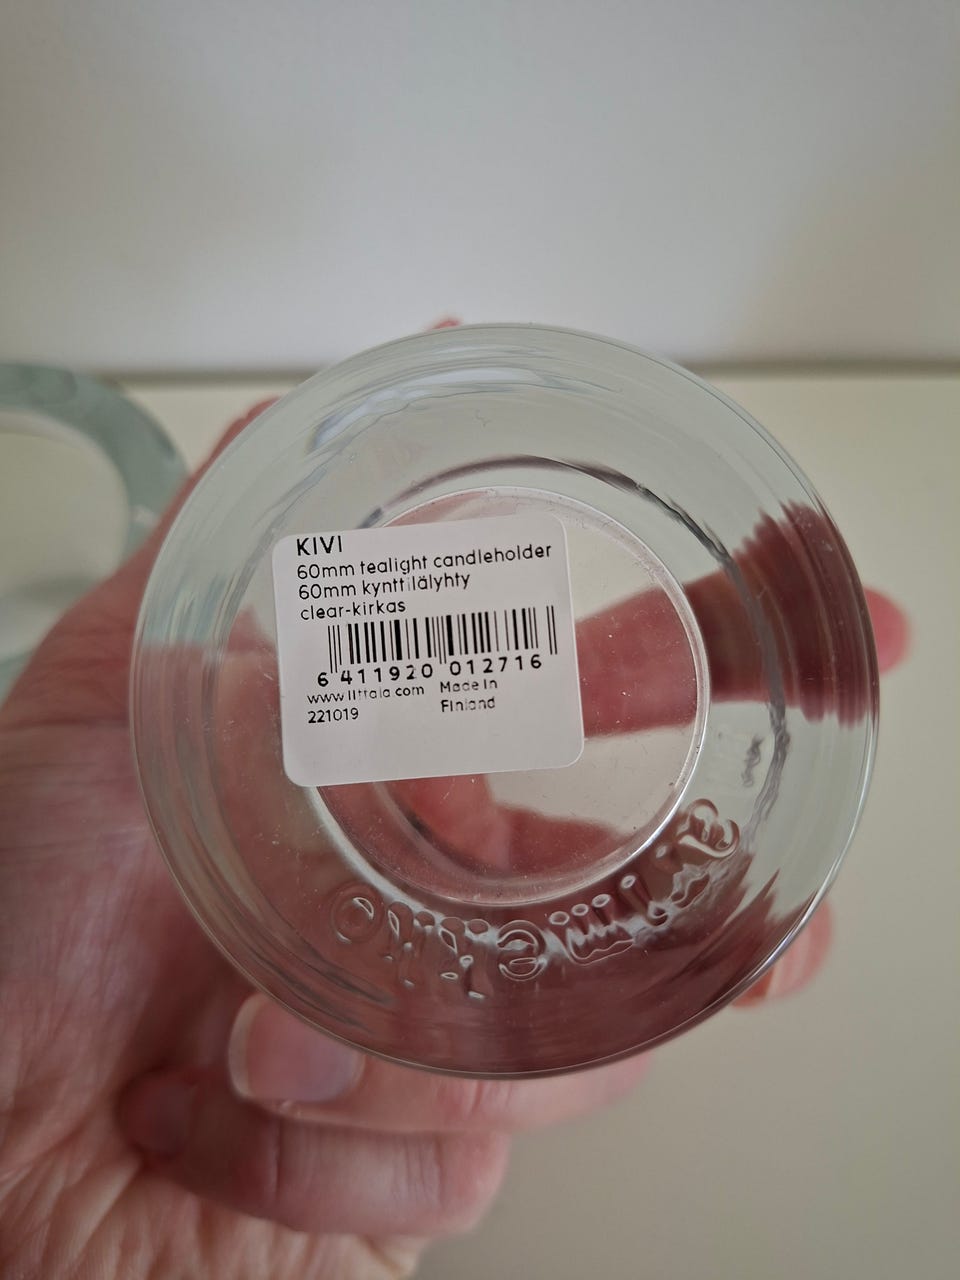 KIVI
60mm tealight candleholder
60mm kynttilälyhty
clear-kirkas
6 411920 012716
www.iittala.com Made in
221019 Finland